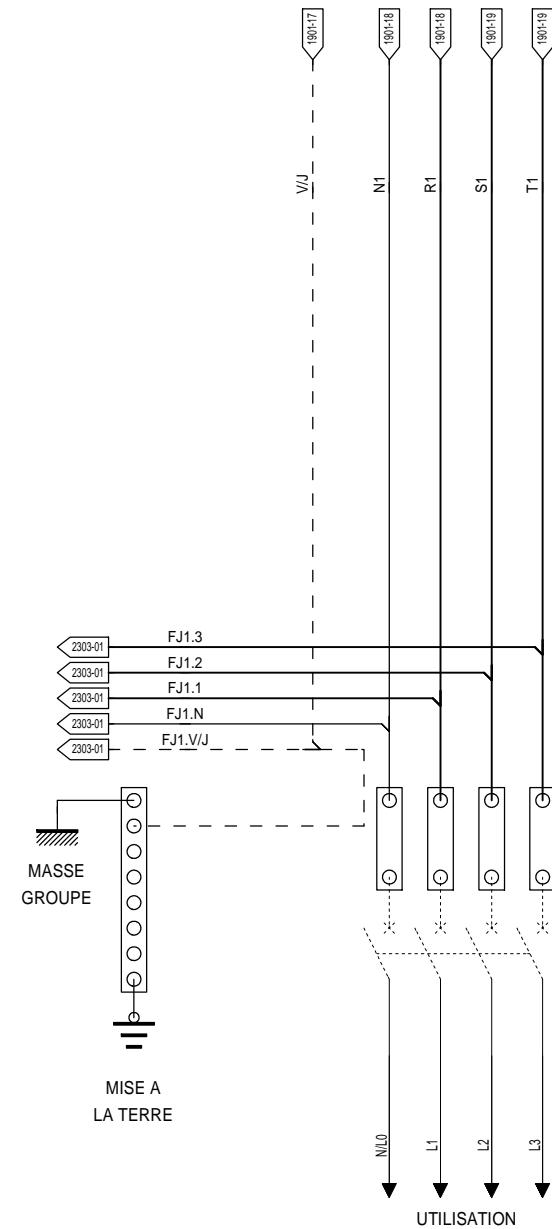 1901-17
1901-18
1901-18
1901-19
1901-19
V/J
N1
R1
S1
T1
2303-01 FJ1.3
2303-01 FJ1.2
2303-01 FJ1.1
2303-01 FJ1.N
2303-01 FJ1.V/J
MASSE
GROUPE
MISE A
LA TERRE
N/L0
L1
L2
L3
UTILISATION